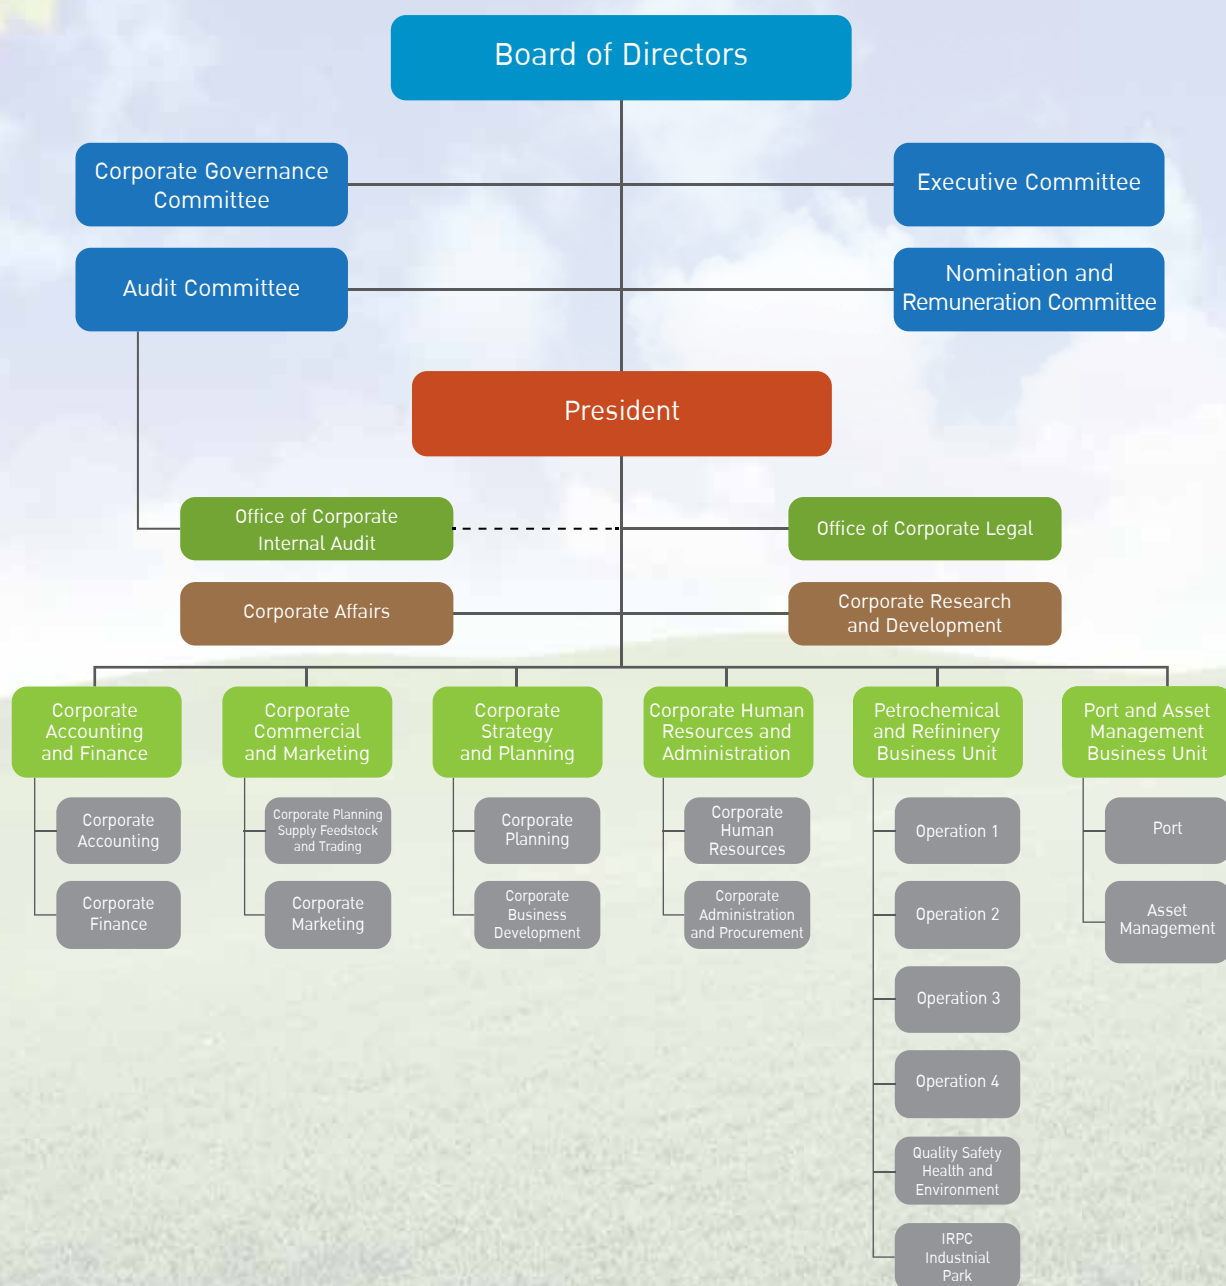 Board of Directors
Corporate Governance
Committee
Executive Committee
Audit Committee
Nomination and
Remuneration Committee
President
Office of Corporate
Internal Audit
Office of Corporate Legal
Corporate Affairs
Corporate Research
and Development
Corporate
Accounting
and Finance
Corporate
Commercial
and Marketing
Corporate
Strategy
and Planning
Corporate Human
Resources and
Administration
Petrochemical
and Refininery
Business Unit
Port and Asset
Management
Business Unit
Corporate
Accounting
Corporate
Finance
Corporate Planning
Supply Feedstock
and Trading
Corporate
Marketing
Corporate
Planning
Corporate
Business
Development
Corporate
Human
Resources
Corporate
Administration
and Procurement
Operation 1
Operation 2
Operation 3
Operation 4
Quality Safety
Health and
Environment
IRPC
Industnial
Park
Port
Asset
Management